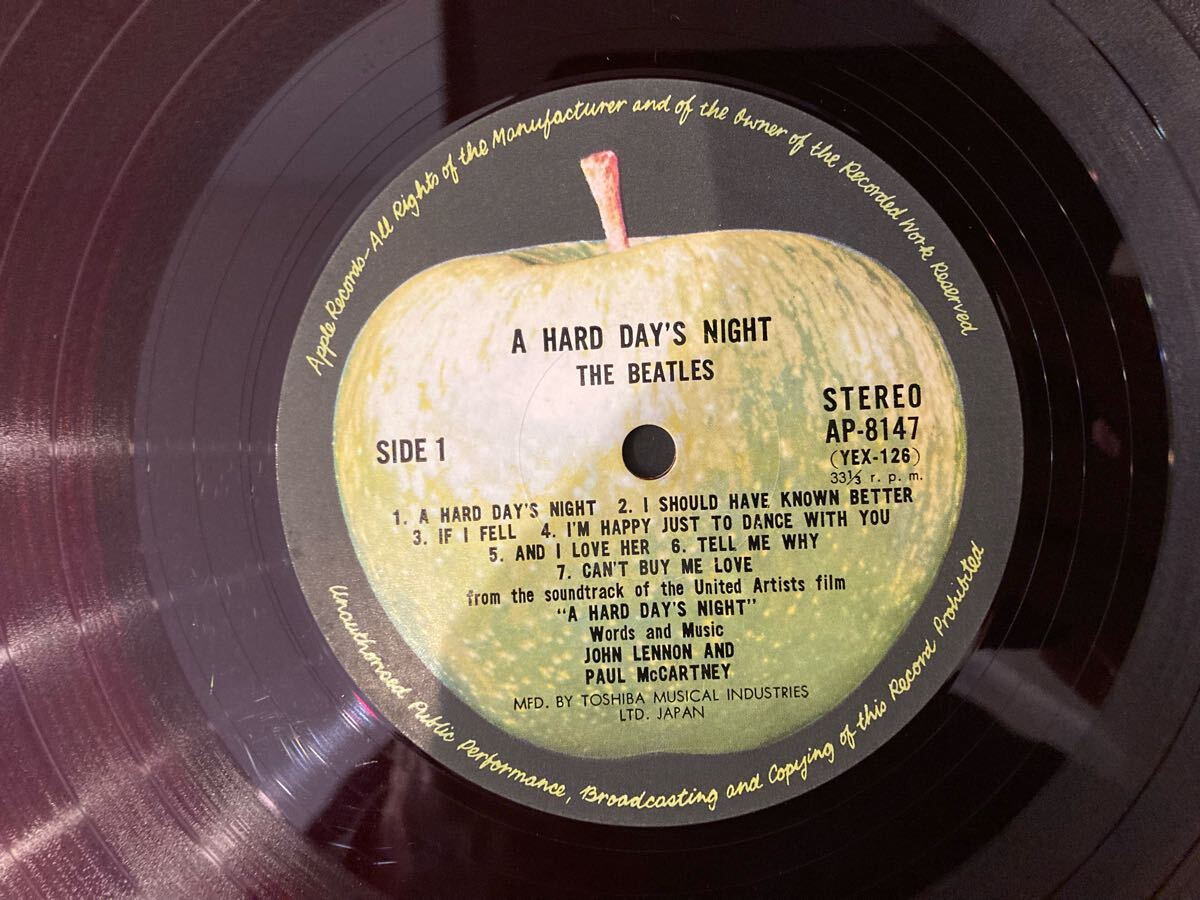 Apple Records-All Rights of the Manufacturer and of the Owner of the Recorded Work Reserved
A HARD DAY'S NIGHT
THE BEATLES
STEREO
AP-8147
(YEX-126)
33⅓ r. p. m.
SIDE 1
1. A HARD DAY'S NIGHT 2. I SHOULD HAVE KNOWN BETTER
3. IF I FELL 4. I'M HAPPY JUST TO DANCE WITH YOU
5. AND I LOVE HER 6. TELL ME WHY
7. CAN'T BUY ME LOVE
from the soundtrack of the United Artists film
"A HARD DAY'S NIGHT"
Words and Music
JOHN LENNON AND
PAUL McCARTNEY
MFD. BY TOSHIBA MUSICAL INDUSTRIES
LTD. JAPAN
Unauthorised Public Performance, Broadcasting and Copying of this Record Prohibited